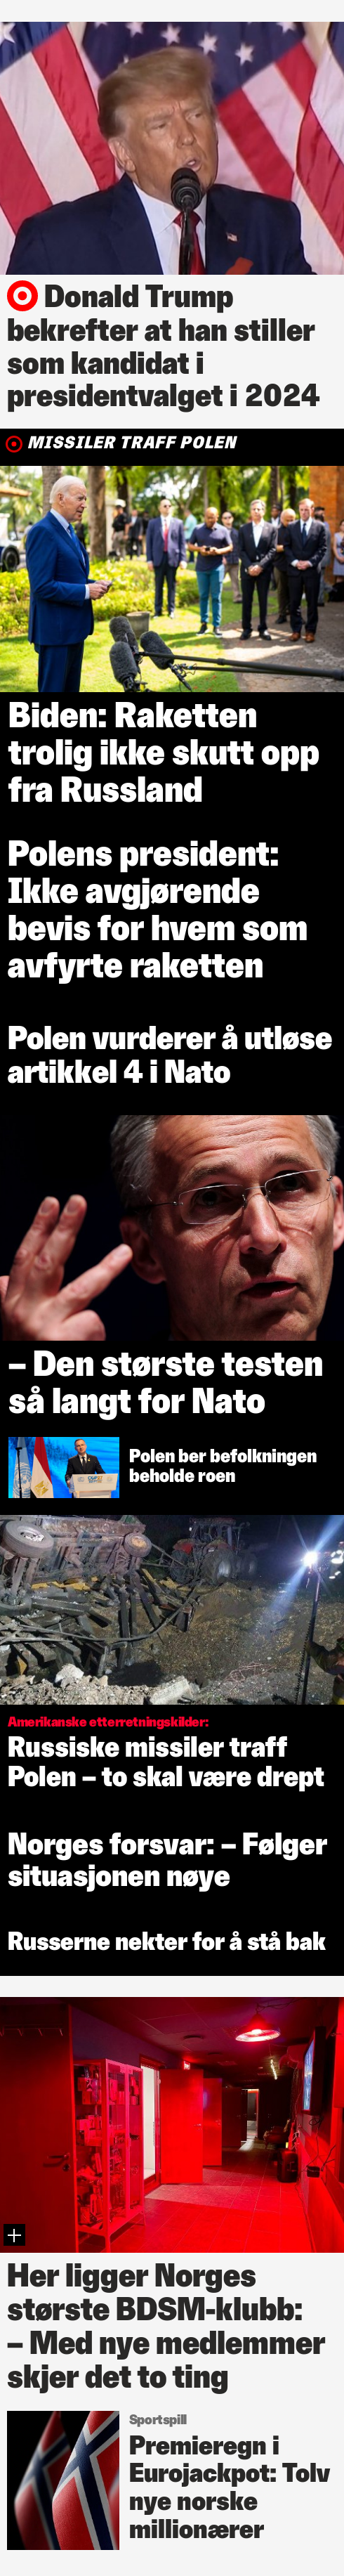 Donald Trump
bekrefter at han stiller
som kandidat i
presidentvalget i 2024
MISSILER TRAFF POLEN
Biden: Raketten
trolig ikke skutt opp
fra Russland
Polens president:
Ikke avgjørende
bevis for hvem som
avfyrte raketten
Polen vurderer å utløse
artikkel 4 i Nato
– Den største testen
så langt for Nato
Polen ber befolkningen
beholde roen
Amerikanske etterretningskilder:
Russiske missiler traff
Polen – to skal være drept
Norges forsvar: – Følger
situasjonen nøye
Russerne nekter for å stå bak
Her ligger Norges
største BDSM-klubb:
– Med nye medlemmer
skjer det to ting
Sportspill
Premieregn i
Eurojackpot: Tolv
nye norske
millionærer